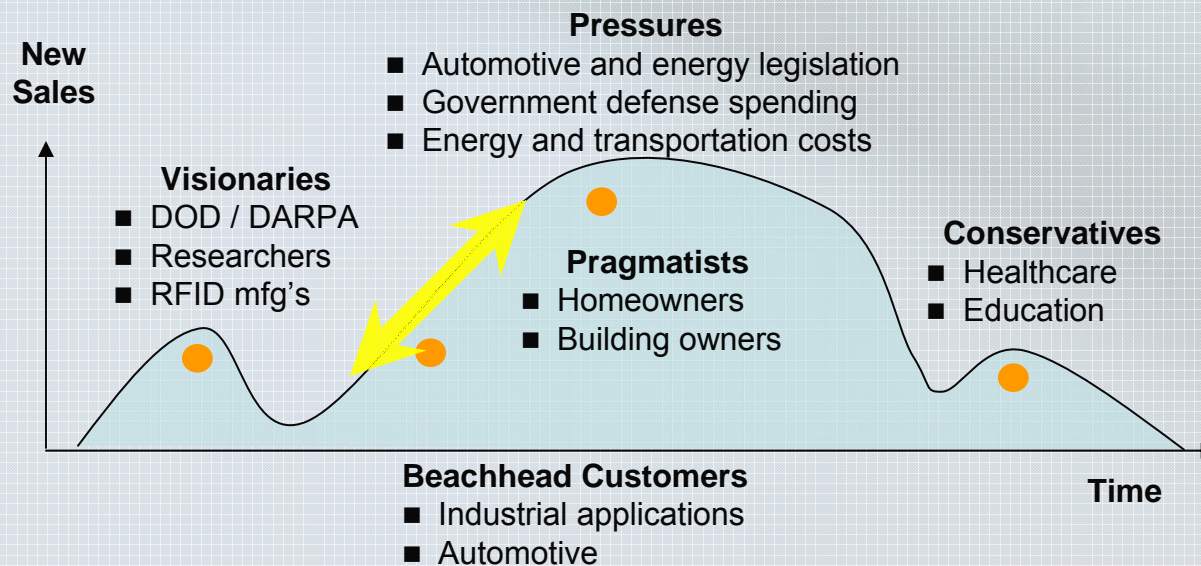 New
Sales
Pressures
■ Automotive and energy legislation
■ Government defense spending
■ Energy and transportation costs
Visionaries
■ DOD / DARPA
■ Researchers
■ RFID mfg's
Pragmatists
■ Homeowners
■ Building owners
Conservatives
■ Healthcare
■ Education
Beachhead Customers
■ Industrial applications
■ Automotive
Time